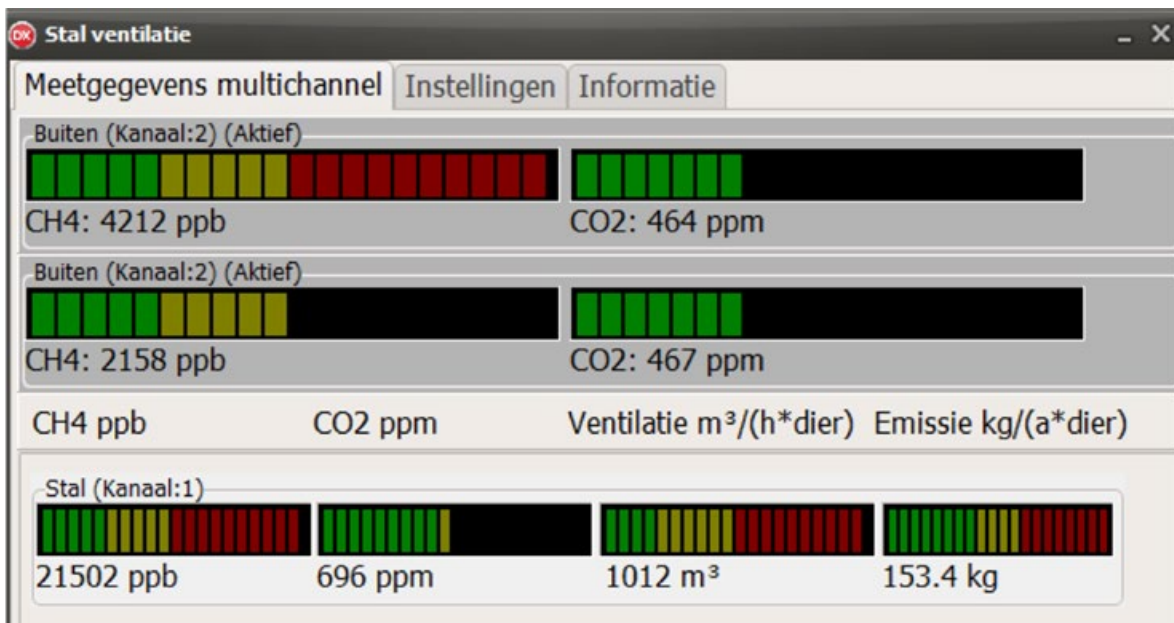 DX Stal ventilatie
Meetgegevens multichannel Instellingen Informatie
Buiten (Kanaal:2) (Aktief)
CH4: 4212 ppb CO2: 464 ppm
Buiten (Kanaal:2) (Aktief)
CH4: 2158 ppb CO2: 467 ppm
CH4 ppb CO2 ppm Ventilatie m³/(h*dier) Emissie kg/(a*dier)
Stal (Kanaal:1)
21502 ppb 696 ppm 1012 m³ 153.4 kg